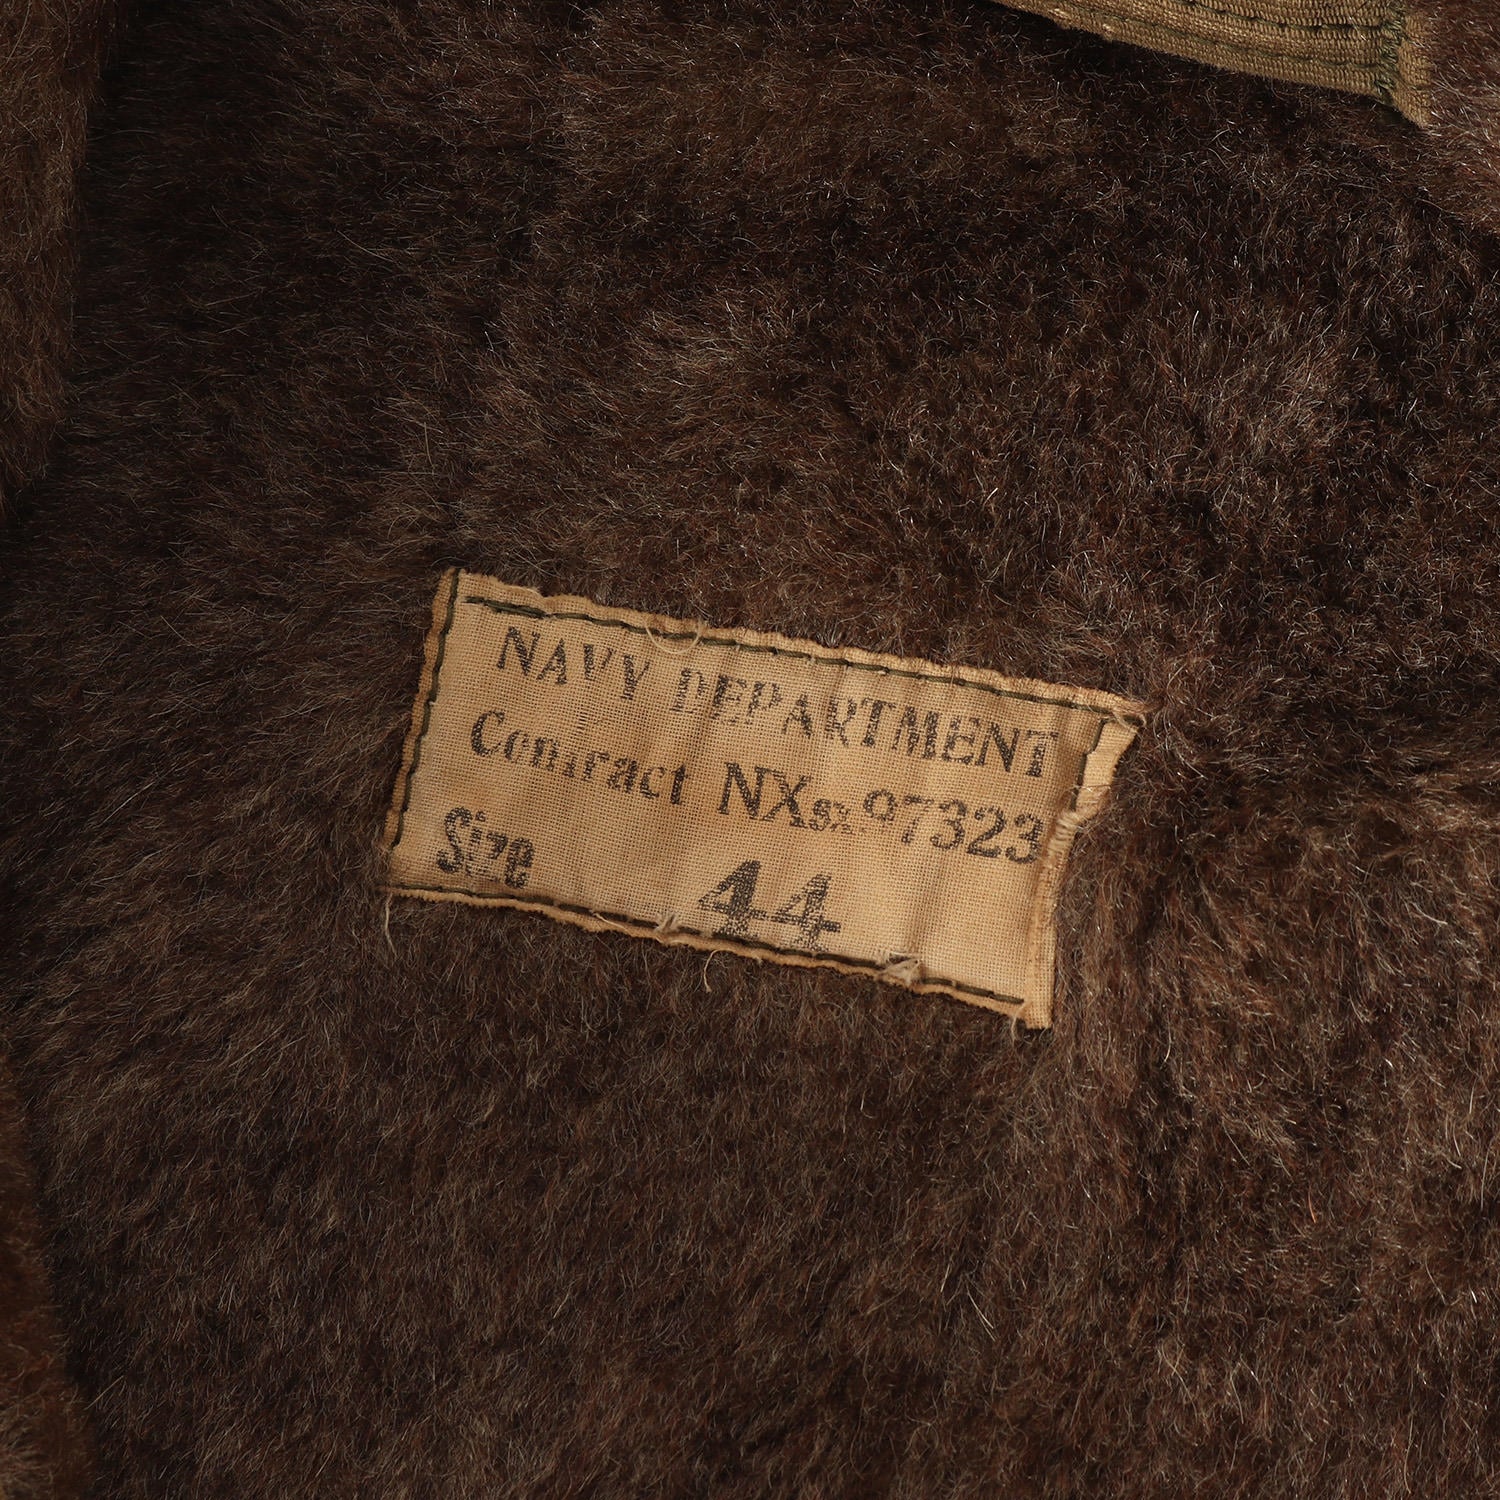 NAVY DEPARTMENT
Contract NXsx 97323
Size 44